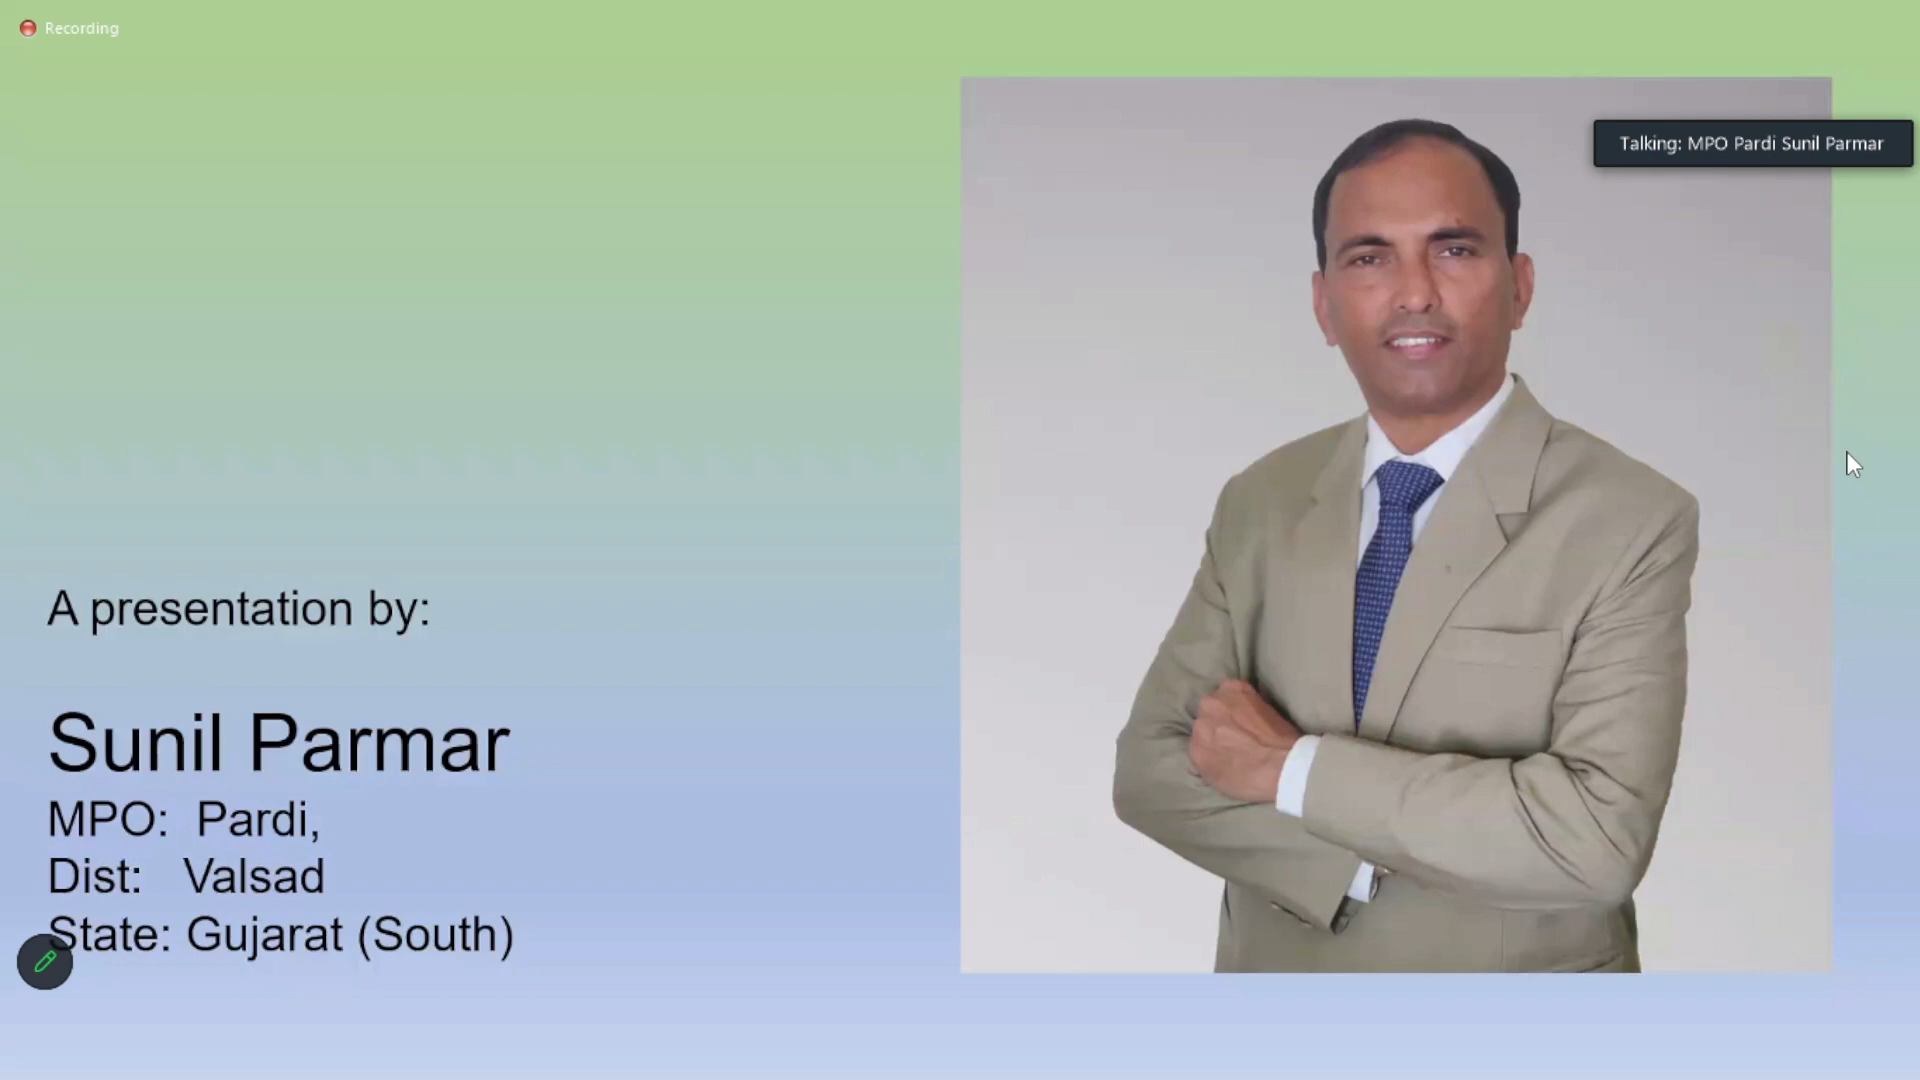 Recording
Talking: MPO Pardi Sunil Parmar
A presentation by:
Sunil Parmar
MPO: Pardi,
Dist: Valsad
State: Gujarat (South)